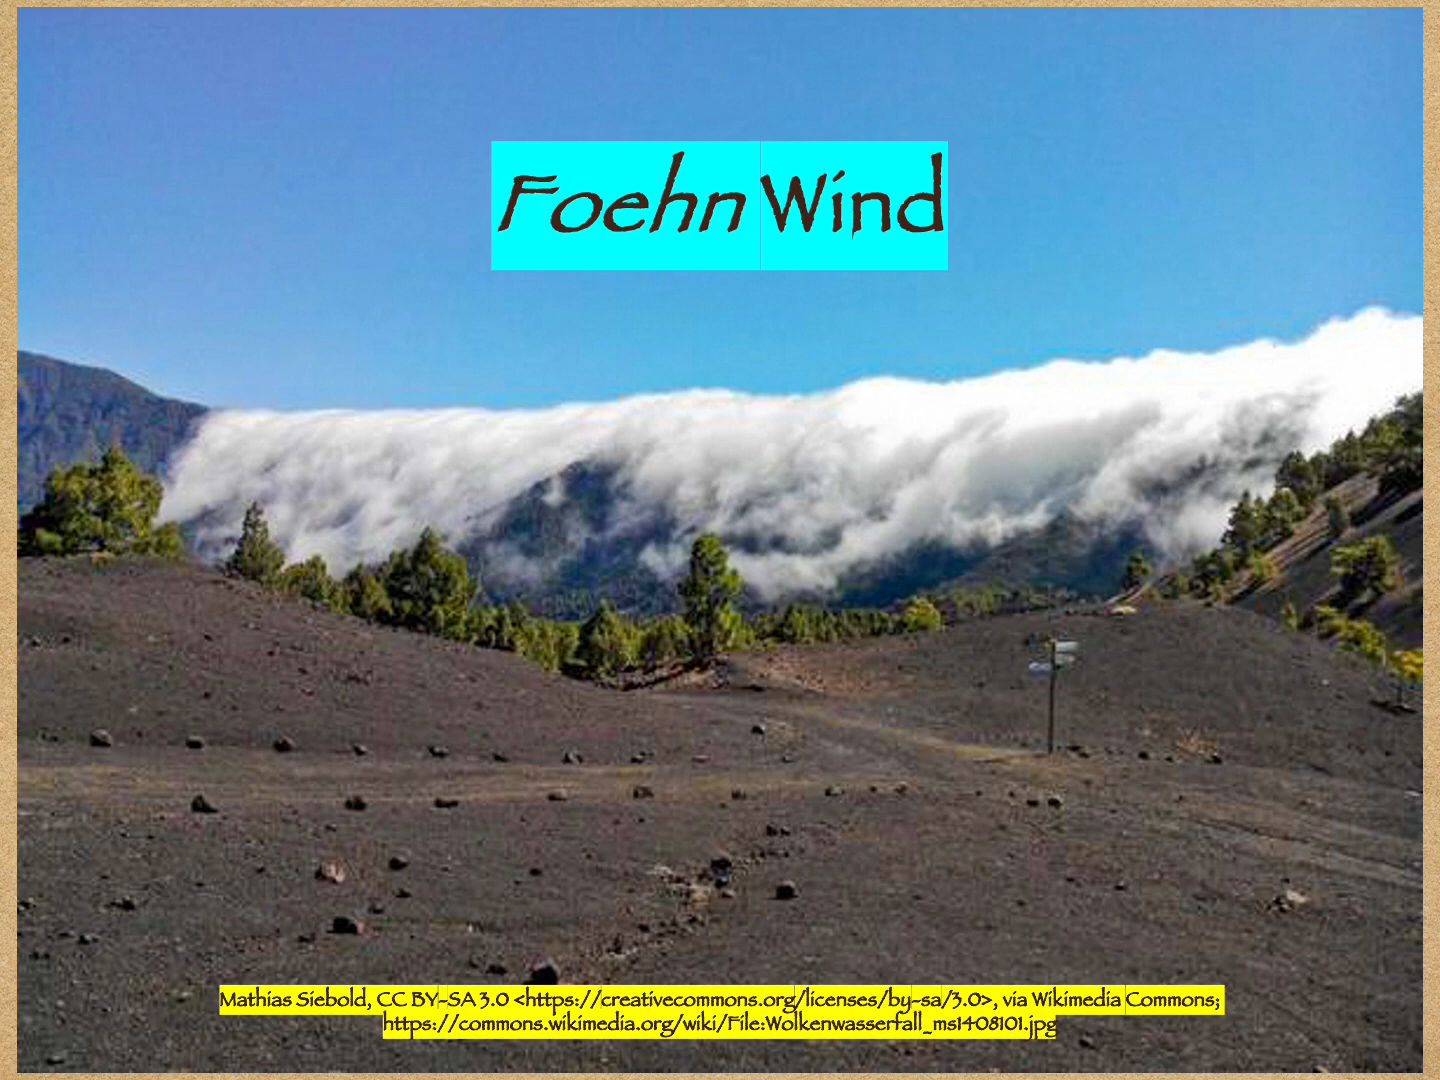 Foehn Wind
Mathias Siebold, CC BY-SA 3.0 <https://creativecommons.org/licenses/by-sa/3.0>, via Wikimedia Commons;
https://commons.wikimedia.org/wiki/File:Wolkenwasserfall_ms1408101.jpg